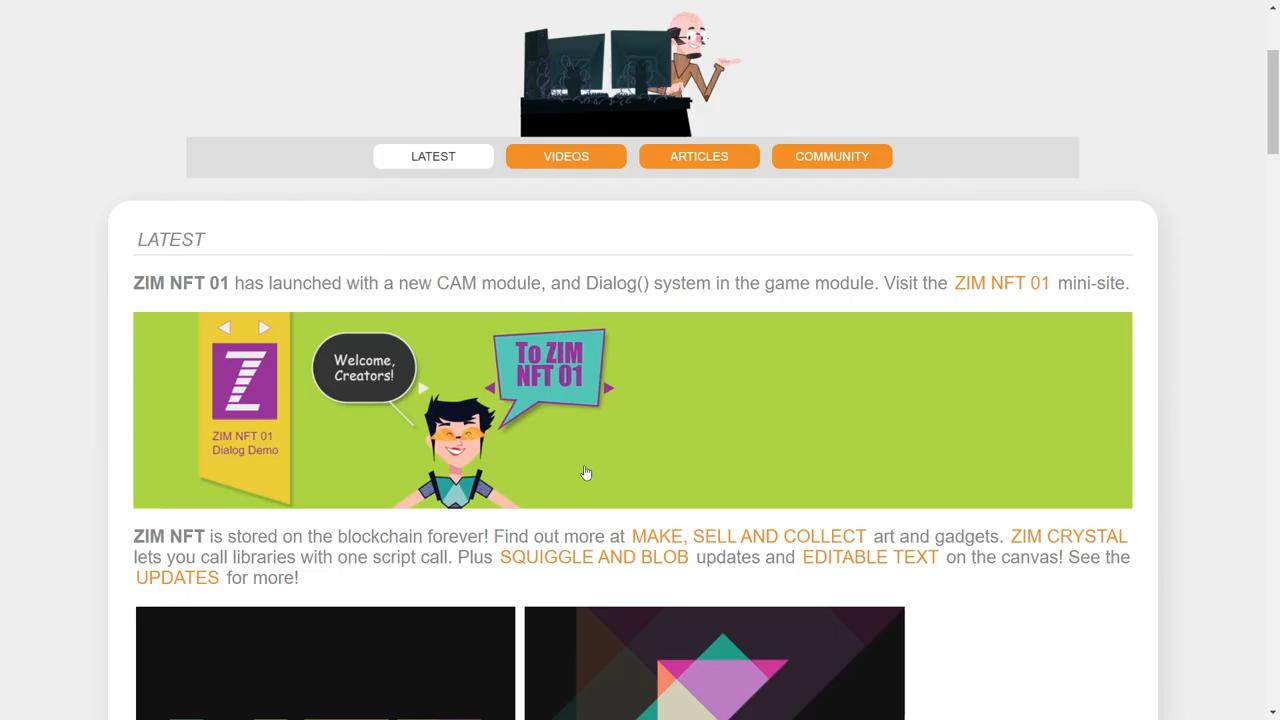 LATEST VIDEOS ARTICLES COMMUNITY
LATEST
ZIM NFT 01 has launched with a new CAM module, and Dialog() system in the game module. Visit the ZIM NFT 01 mini-site.
Welcome,
Creators!
To ZIM
NFT 01
Z
ZIM NFT 01
Dialog Demo
ZIM NFT is stored on the blockchain forever! Find out more at MAKE, SELL AND COLLECT art and gadgets. ZIM CRYSTAL
lets you call libraries with one script call. Plus SQUIGGLE AND BLOB updates and EDITABLE TEXT on the canvas! See the
UPDATES for more!